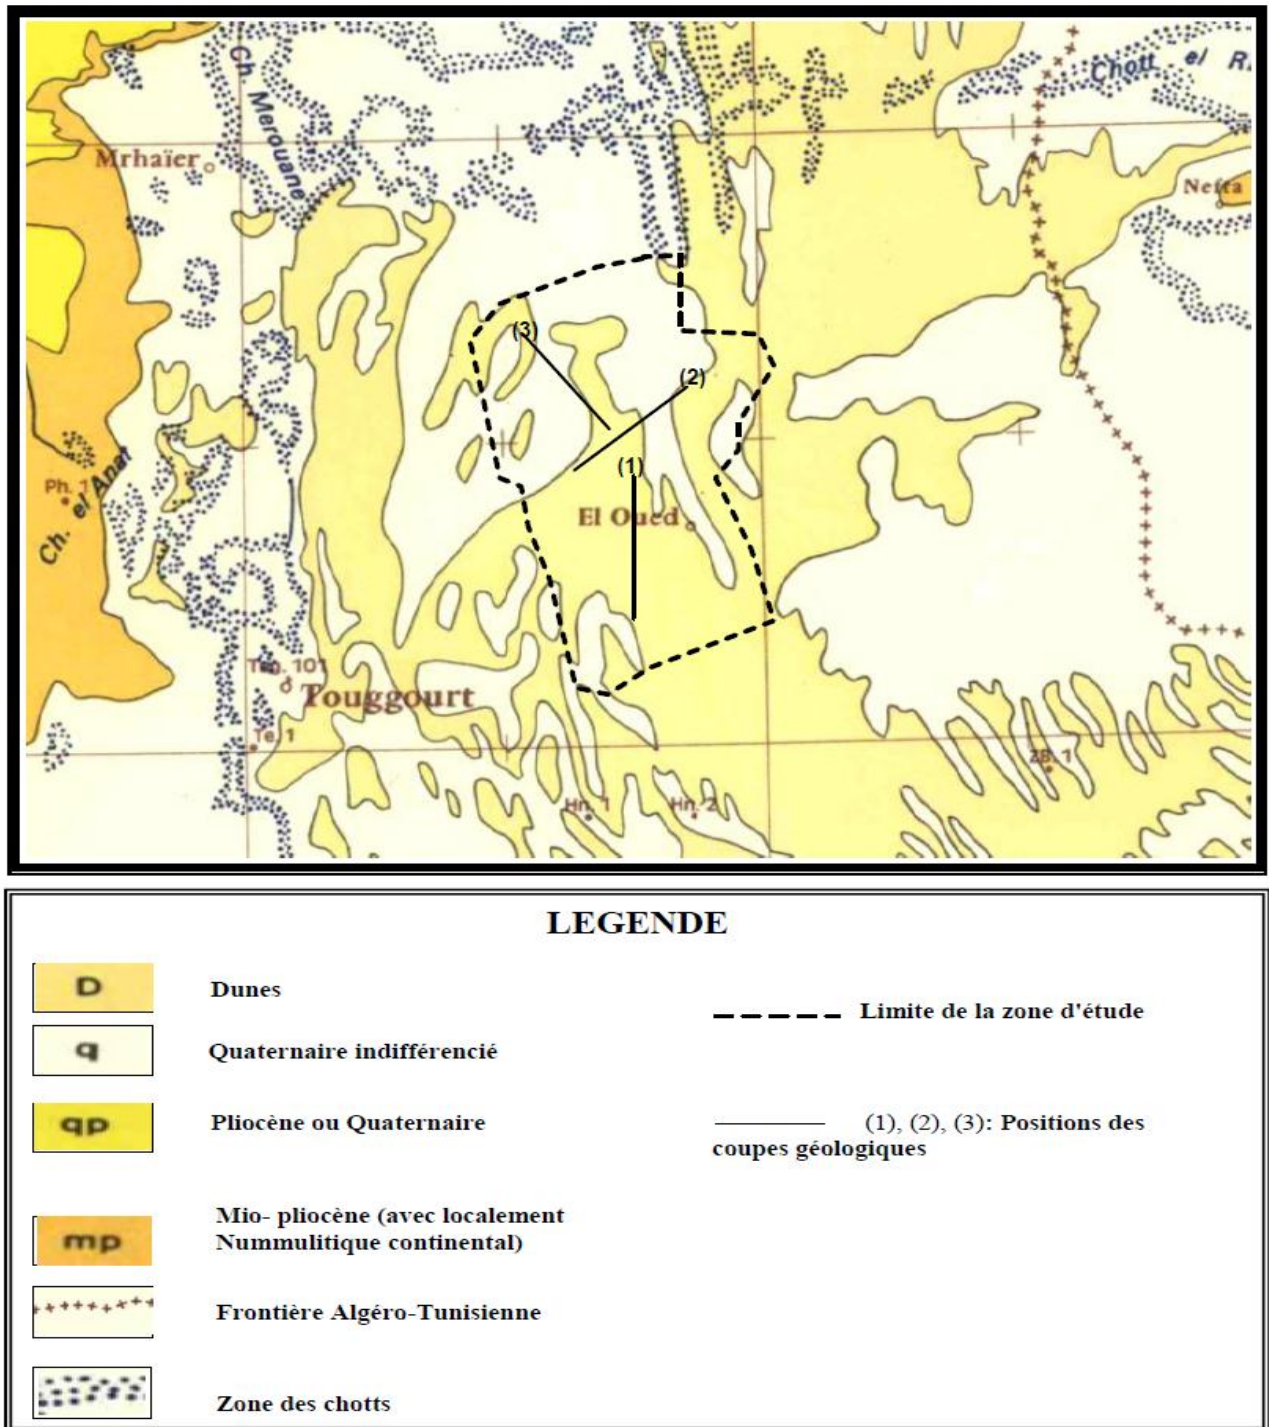 Ch. Merouane
Chott el R
Mrhaïer
Nefta
(3)
(2)
(1)
Ph. 1
Ch. el Anat
El Oued
Touggourt
Te. 1
ZB. 1
Hn. 1
Hn. 2
LEGENDE
D
Dunes
Limite de la zone d'étude
q
Quaternaire indifférencié
qp
Pliocène ou Quaternaire
(1), (2), (3): Positions des
coupes géologiques
mp
Mio- pliocène (avec localement
Nummulitique continental)
Frontière Algéro-Tunisienne
Zone des chotts